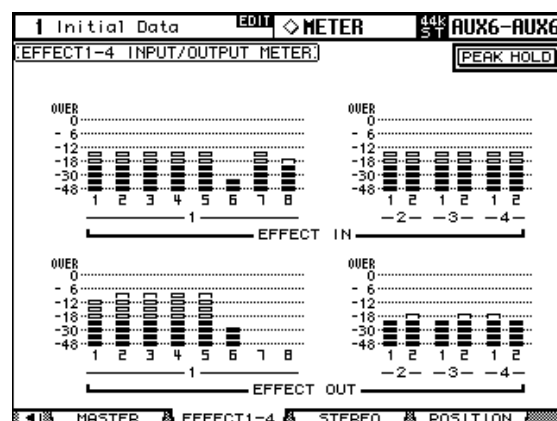 1 Initial Data EDIT ◇METER 44k ST AUX6-AUX6
EFFECT1-4 INPUT/OUTPUT METER PEAK HOLD
OVER OVER
0 0
- 6 - 6
-12 -12
-18 -18
-30 -30
-48 -48
1 2 3 4 5 6 7 8 1 2 1 2 1 2
1 -2- -3- -4-
EFFECT IN
OVER OVER
0 0
- 6 - 6
-12 -12
-18 -18
-30 -30
-48 -48
1 2 3 4 5 6 7 8 1 2 1 2 1 2
1 -2- -3- -4-
EFFECT OUT
MASTER EFFECT1-4 STEREO POSITION